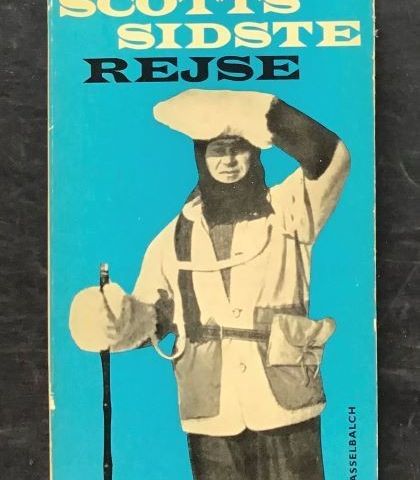 SCOTTS
SIDSTE
REJSE
ASSELBALCH